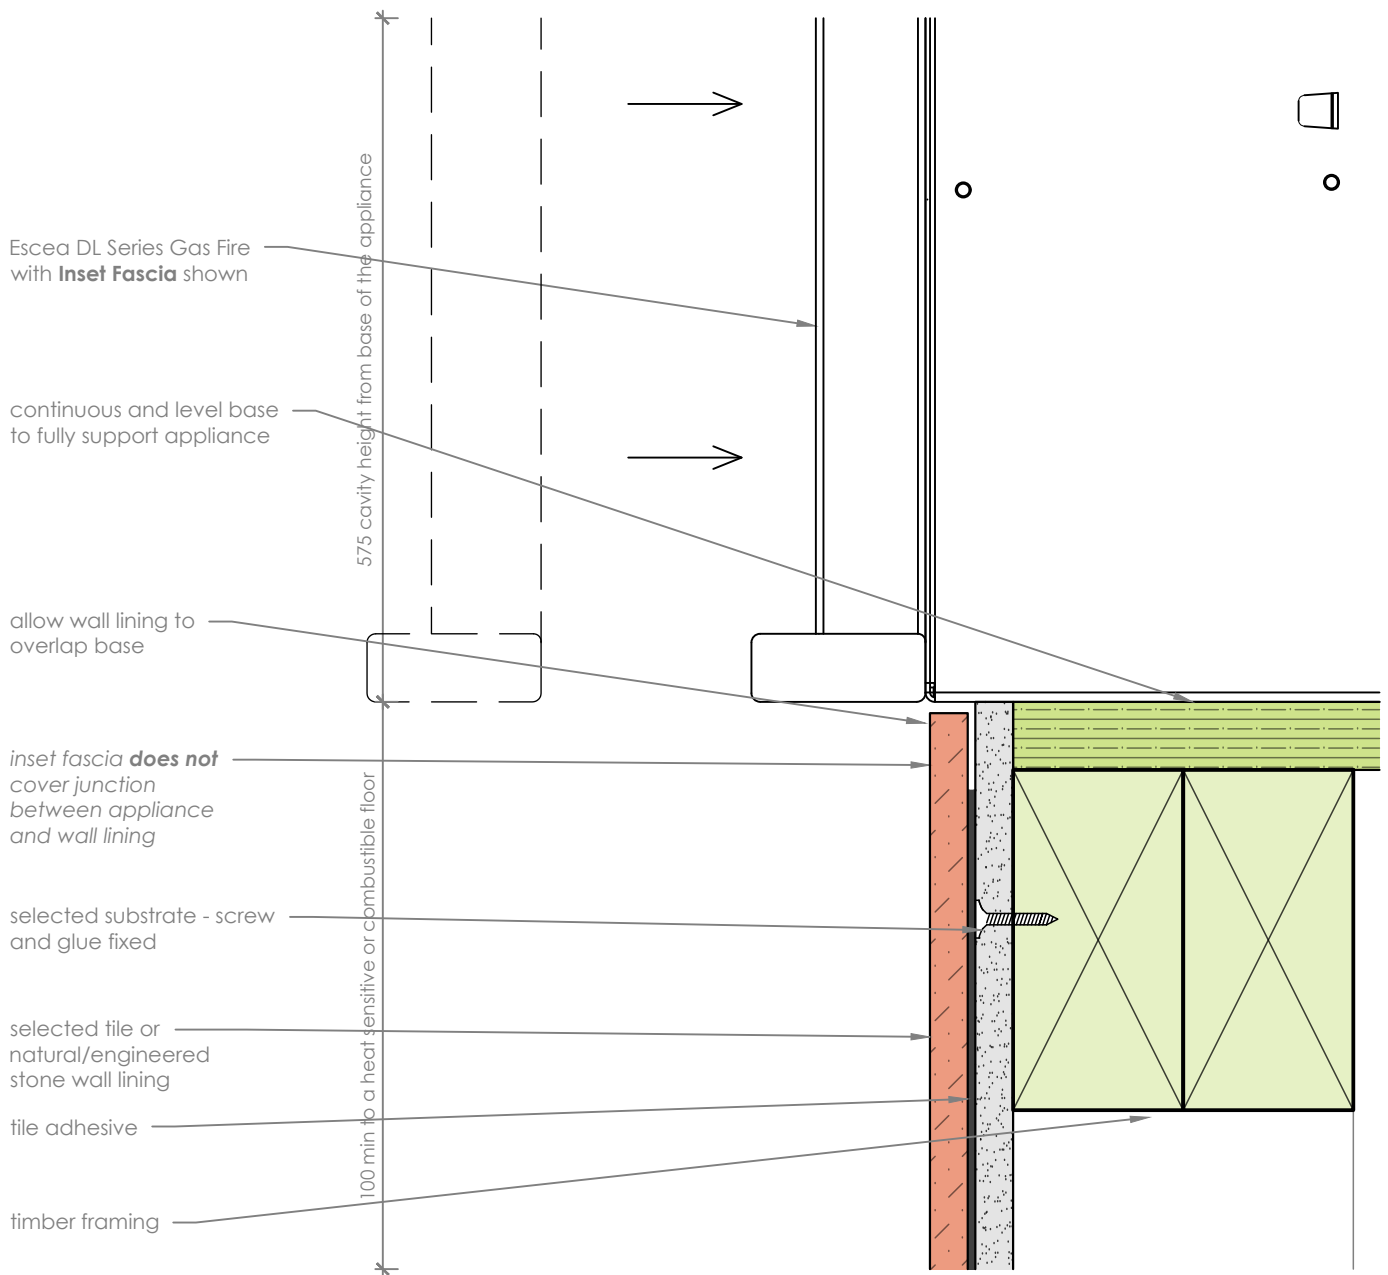 Escea DL Series Gas Fire
with Inset Fascia shown
continuous and level base
to fully support appliance
allow wall lining to
overlap base
inset fascia does not
cover junction
between appliance
and wall lining
selected substrate - screw
and glue fixed
selected tile or
natural/engineered
stone wall lining
tile adhesive
timber framing
575 cavity height from base of the appliance
100 min to a heat sensitive or combustible floor